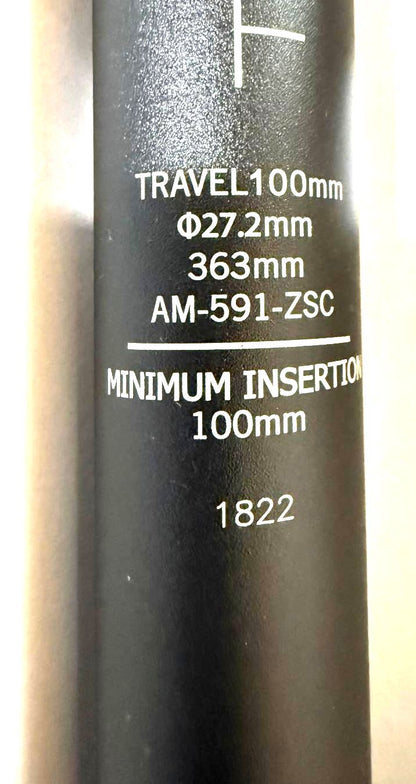 TRAVEL100mm
Φ27.2mm
363mm
AM-591-ZSC
MINIMUM INSERTION
100mm
1822